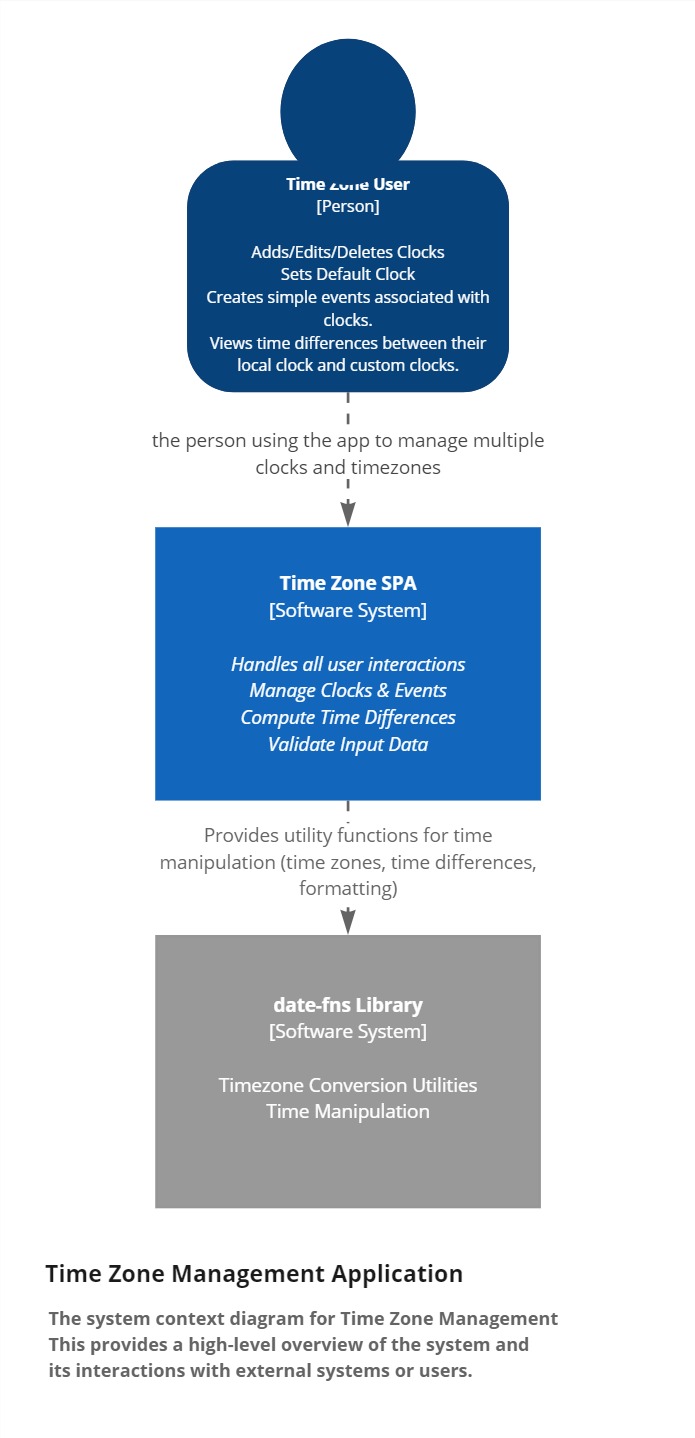 Time Zone User
[Person]
Adds/Edits/Deletes Clocks
Sets Default Clock
Creates simple events associated with
clocks.
Views time differences between their
local clock and custom clocks.
the person using the app to manage multiple
clocks and timezones
Time Zone SPA
[Software System]
Handles all user interactions
Manage Clocks & Events
Compute Time Differences
Validate Input Data
Provides utility functions for time
manipulation (time zones, time differences,
formatting)
date-fns Library
[Software System]
Timezone Conversion Utilities
Time Manipulation
Time Zone Management Application
The system context diagram for Time Zone Management
This provides a high-level overview of the system and
its interactions with external systems or users.